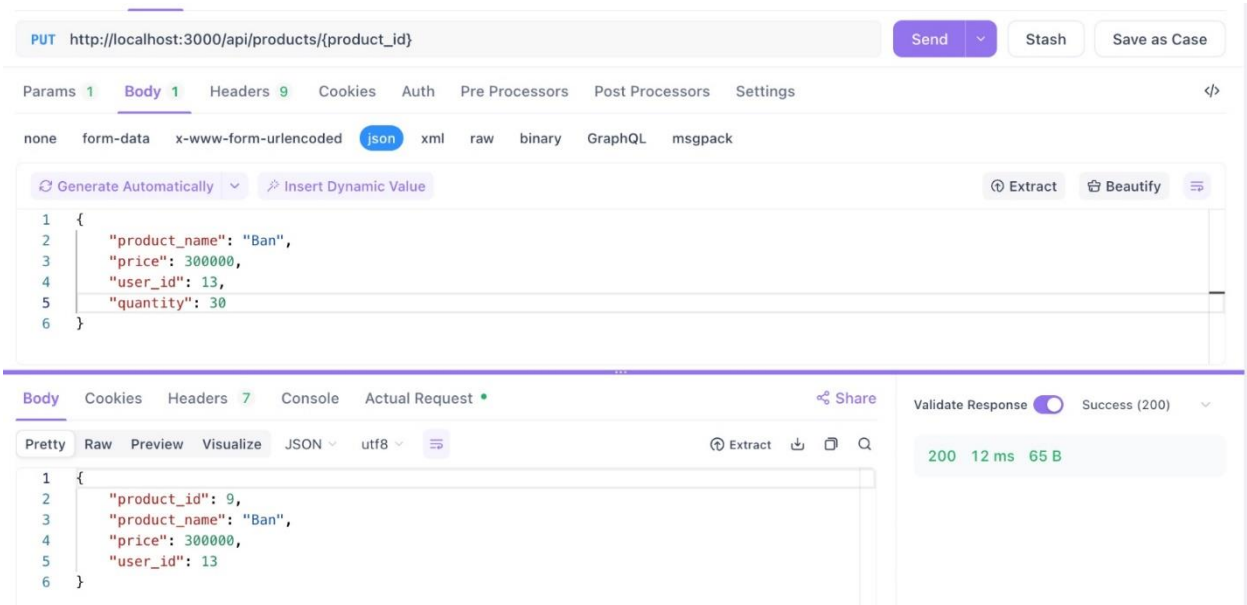 PUT http://localhost:3000/api/products/{product_id} Send Stash Save as Case
Params 1 Body 1 Headers 9 Cookies Auth Pre Processors Post Processors Settings </>
none form-data x-www-form-urlencoded json xml raw binary GraphQL msgpack
Generate Automatically Insert Dynamic Value Extract Beautify
1 {
2 "product_name": "Ban",
3 "price": 300000,
4 "user_id": 13,
5 "quantity": 30
6 }
Body Cookies Headers 7 Console Actual Request • Share Validate Response Success (200)
Pretty Raw Preview Visualize JSON utf8 Extract
200 12 ms 65 B
1 {
2 "product_id": 9,
3 "product_name": "Ban",
4 "price": 300000,
5 "user_id": 13
6 }